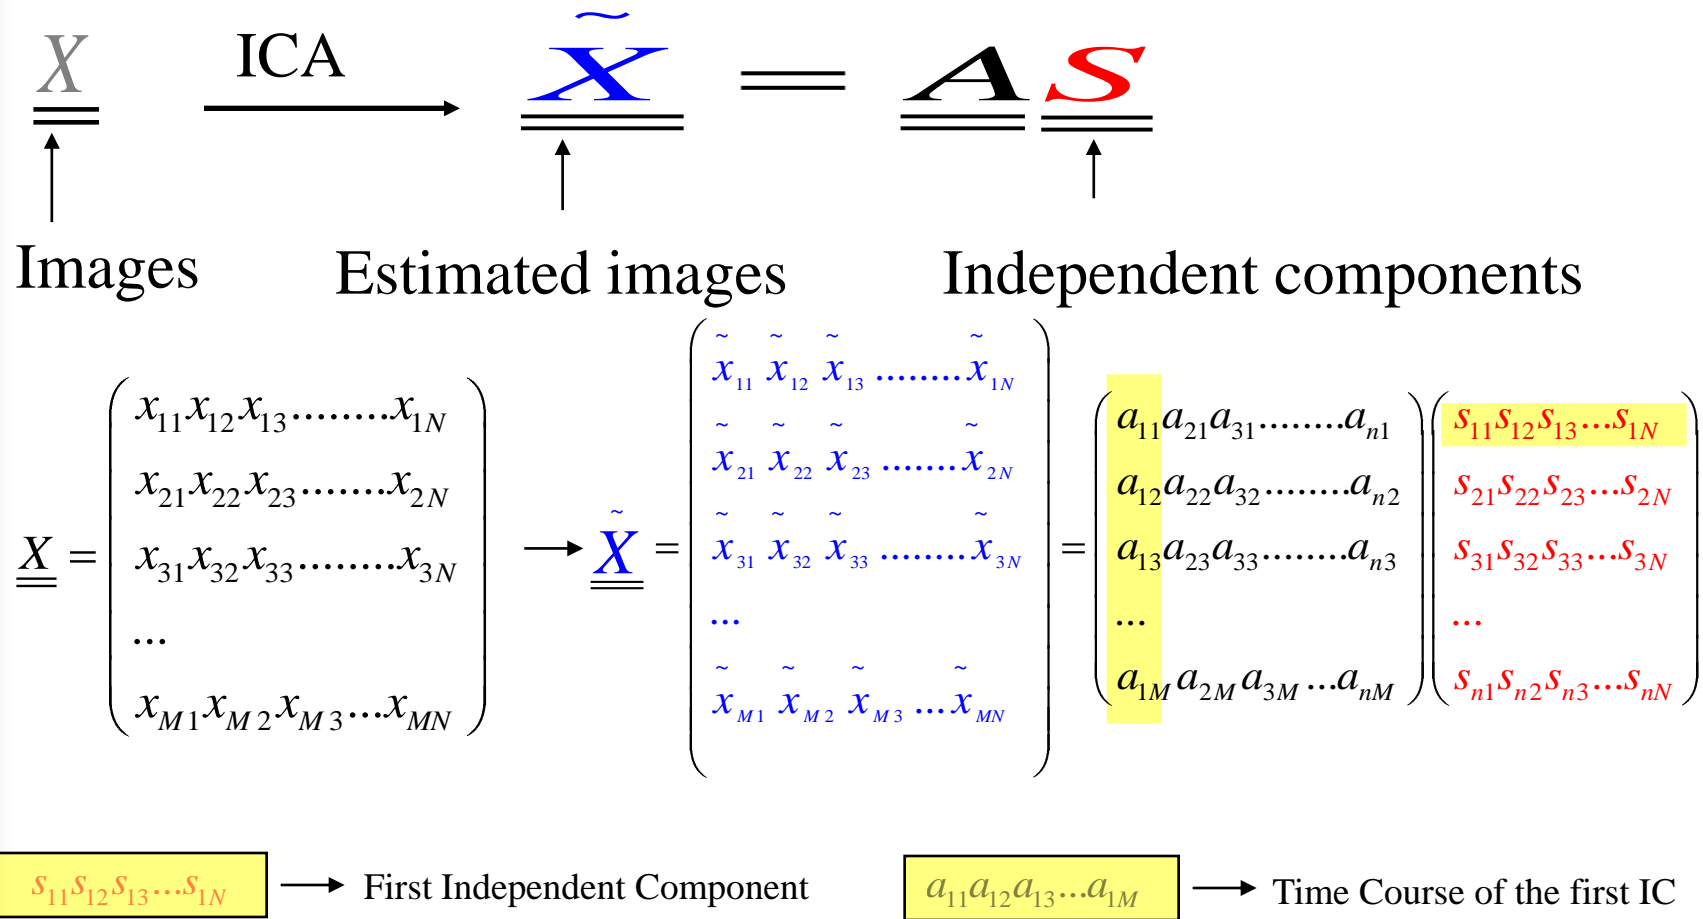 X ICA X̃ = A S
Images Estimated images Independent components
X = ( x₁₁x₁₂x₁₃........x₁N
x₂₁x₂₂x₂₃.......x₂N
x₃₁x₃₂x₃₃........x₃N
...
xM₁xM₂xM₃...xMN )
X̃ = ( x̃₁₁ x̃₁₂ x̃₁₃ ........x̃₁N
x̃₂₁ x̃₂₂ x̃₂₃ .......x̃₂N
x̃₃₁ x̃₃₂ x̃₃₃ ........x̃₃N
...
x̃M₁ x̃M₂ x̃M₃ ...x̃MN )
= ( a₁₁a₂₁a₃₁........an₁
a₁₂a₂₂a₃₂........an₂
a₁₃a₂₃a₃₃........an₃
...
a₁Ma₂Ma₃M...anM )
( s₁₁s₁₂s₁₃...s₁N
s₂₁s₂₂s₂₃...s₂N
s₃₁s₃₂s₃₃...s₃N
...
sn₁sn₂sn₃...snN )
s₁₁s₁₂s₁₃...s₁N → First Independent Component
a₁₁a₁₂a₁₃...a₁M → Time Course of the first IC